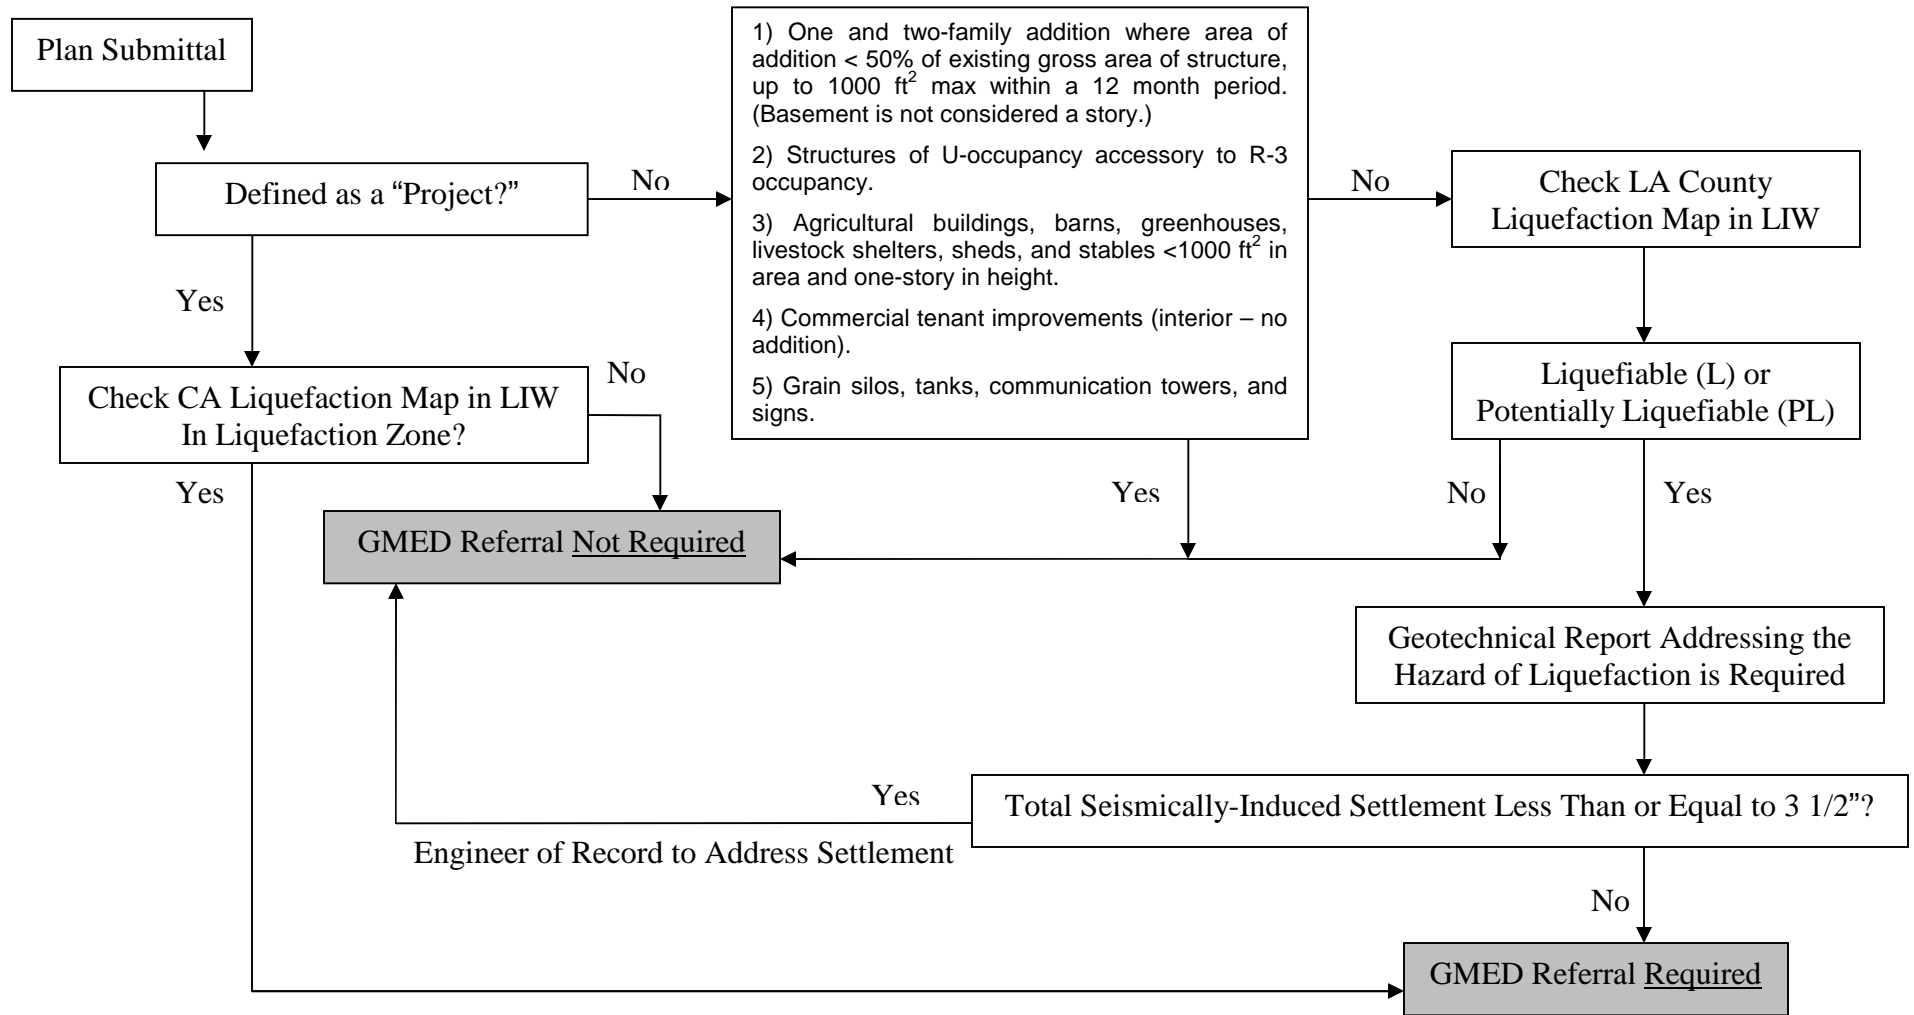 Plan Submittal
1) One and two-family addition where area of
addition < 50% of existing gross area of structure,
up to 1000 ft² max within a 12 month period.
(Basement is not considered a story.)
2) Structures of U-occupancy accessory to R-3
occupancy.
3) Agricultural buildings, barns, greenhouses,
livestock shelters, sheds, and stables <1000 ft² in
area and one-story in height.
4) Commercial tenant improvements (interior – no
addition).
5) Grain silos, tanks, communication towers, and
signs.
Defined as a “Project?”
No
No
Check LA County
Liquefaction Map in LIW
Yes
Check CA Liquefaction Map in LIW
In Liquefaction Zone?
No
Liquefiable (L) or
Potentially Liquefiable (PL)
Yes
Yes
No
Yes
GMED Referral Not Required
Geotechnical Report Addressing the
Hazard of Liquefaction is Required
Yes
Total Seismically-Induced Settlement Less Than or Equal to 3 1/2”?
Engineer of Record to Address Settlement
No
GMED Referral Required